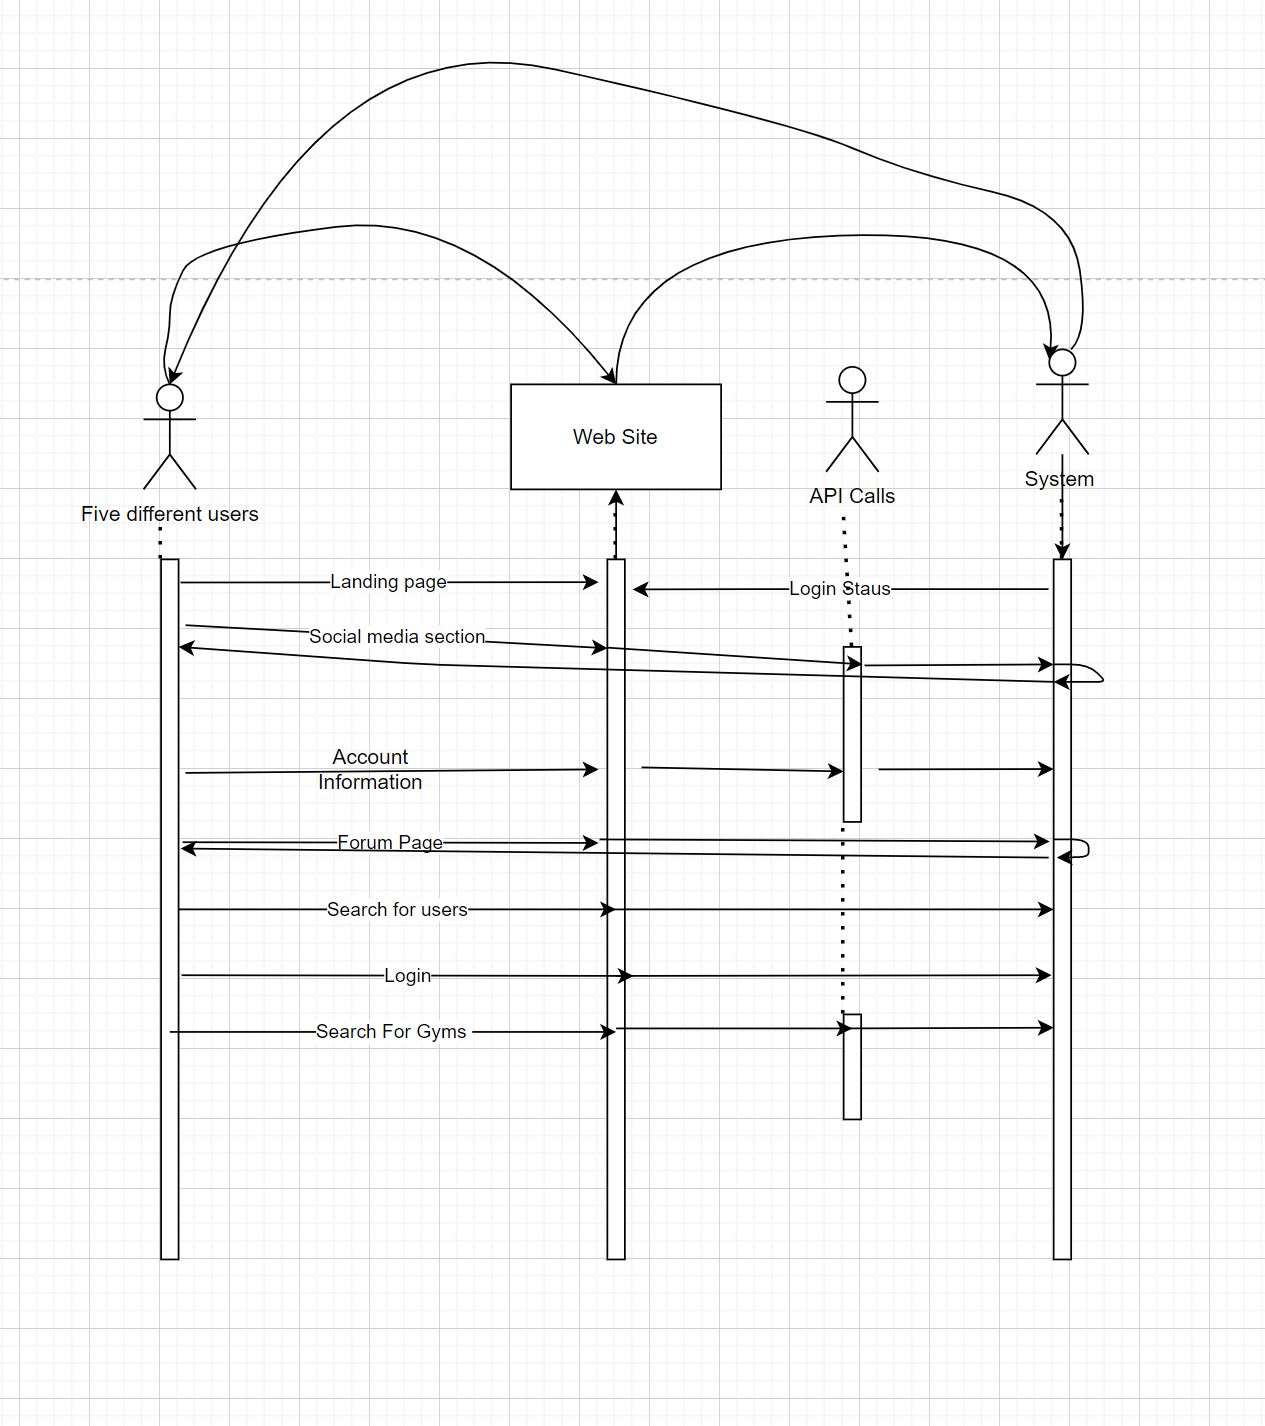 Web Site
System
API Calls
Five different users
Landing page
Login Staus
Social media section
Account
Information
Forum Page
Search for users
Login
Search For Gyms